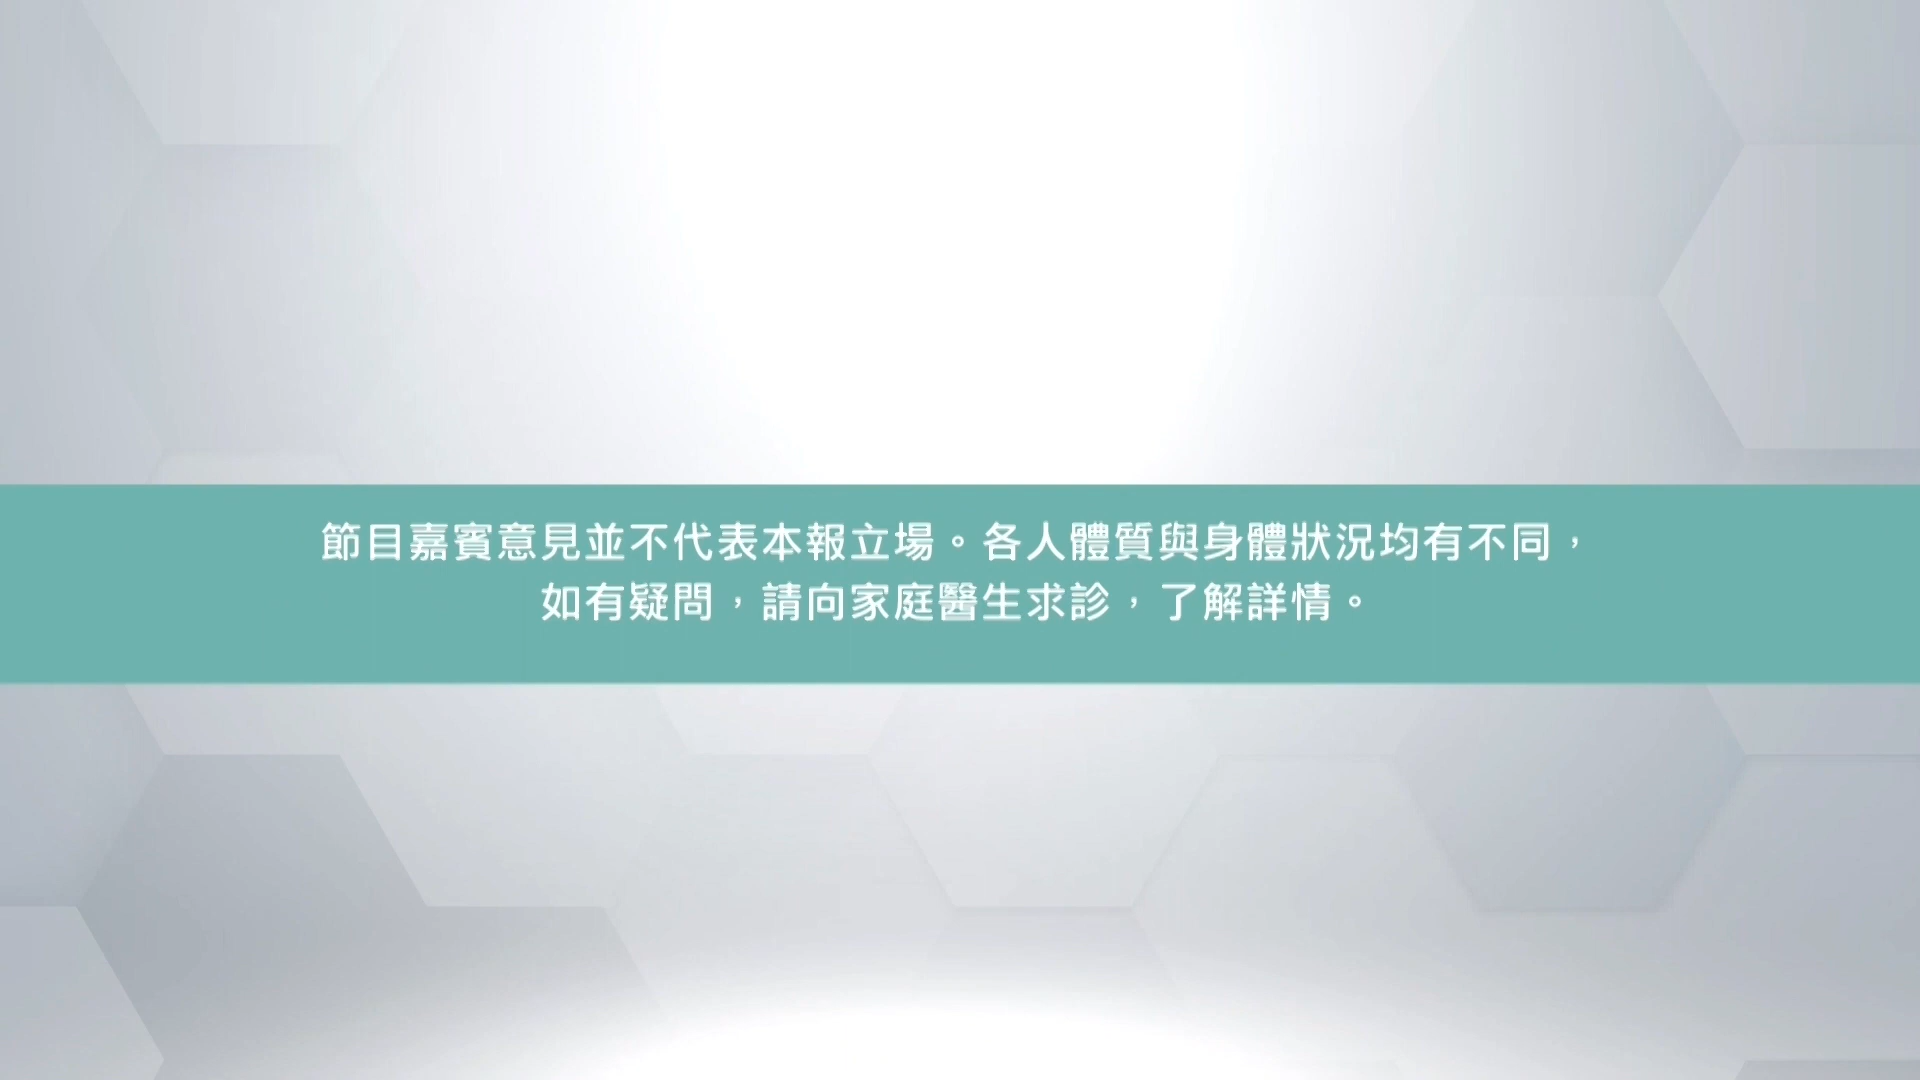 節目嘉賓意見並不代表本報立場。各人體質與身體狀況均有不同，
如有疑問，請向家庭醫生求診，了解詳情。